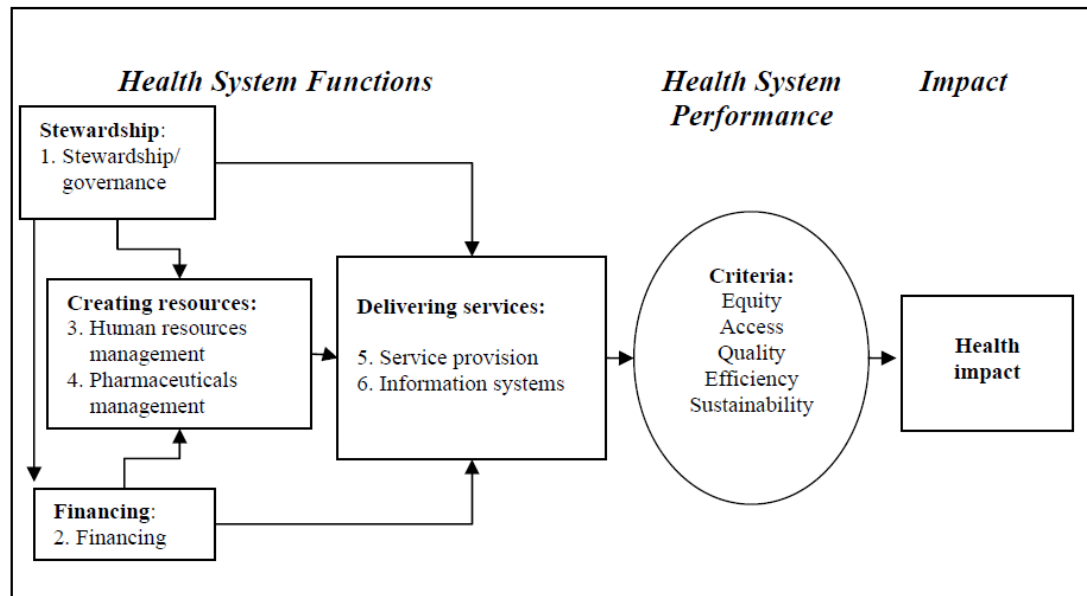 Health System Functions
Health System
Performance
Impact
Stewardship:
1. Stewardship/
governance
Creating resources:
3. Human resources
management
4. Pharmaceuticals
management
Financing:
2. Financing
Delivering services:
5. Service provision
6. Information systems
Criteria:
Equity
Access
Quality
Efficiency
Sustainability
Health
impact